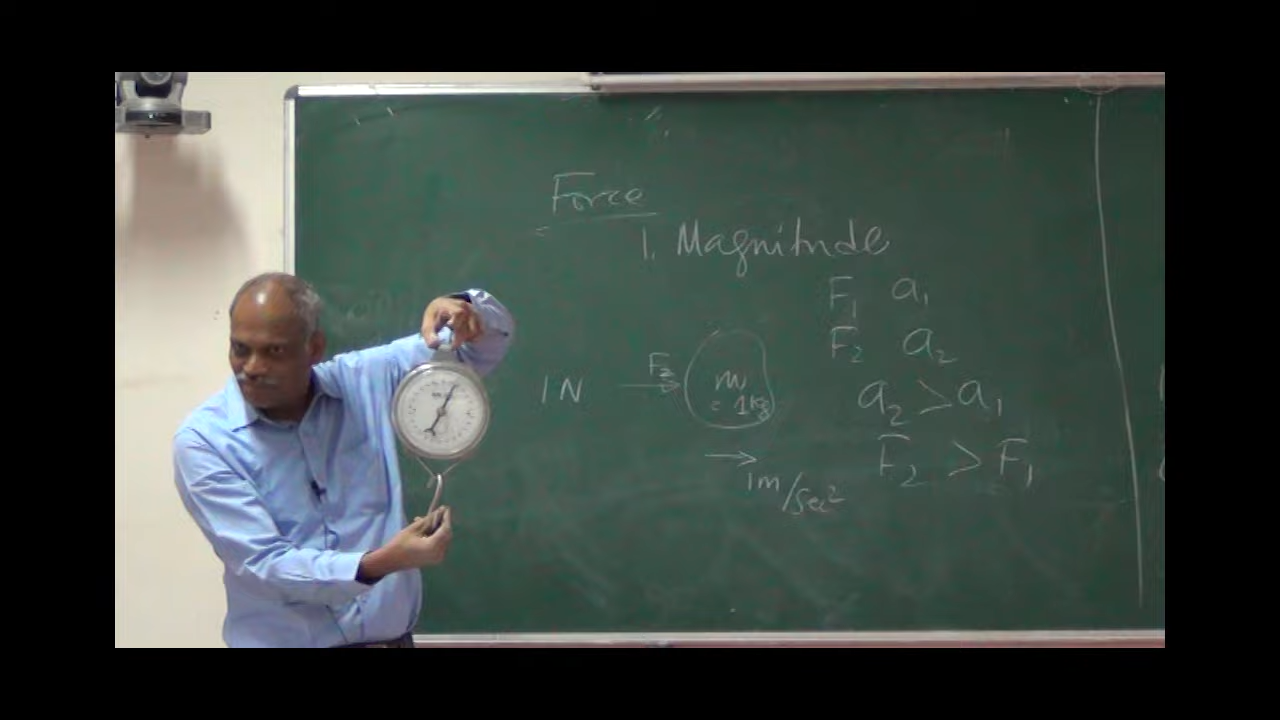 Force
1. Magnitude
F₁ a₁
F₂ a₂
1N F₂ m = 1kg
a₂ > a₁
F₂ > F₁
1m/sec²